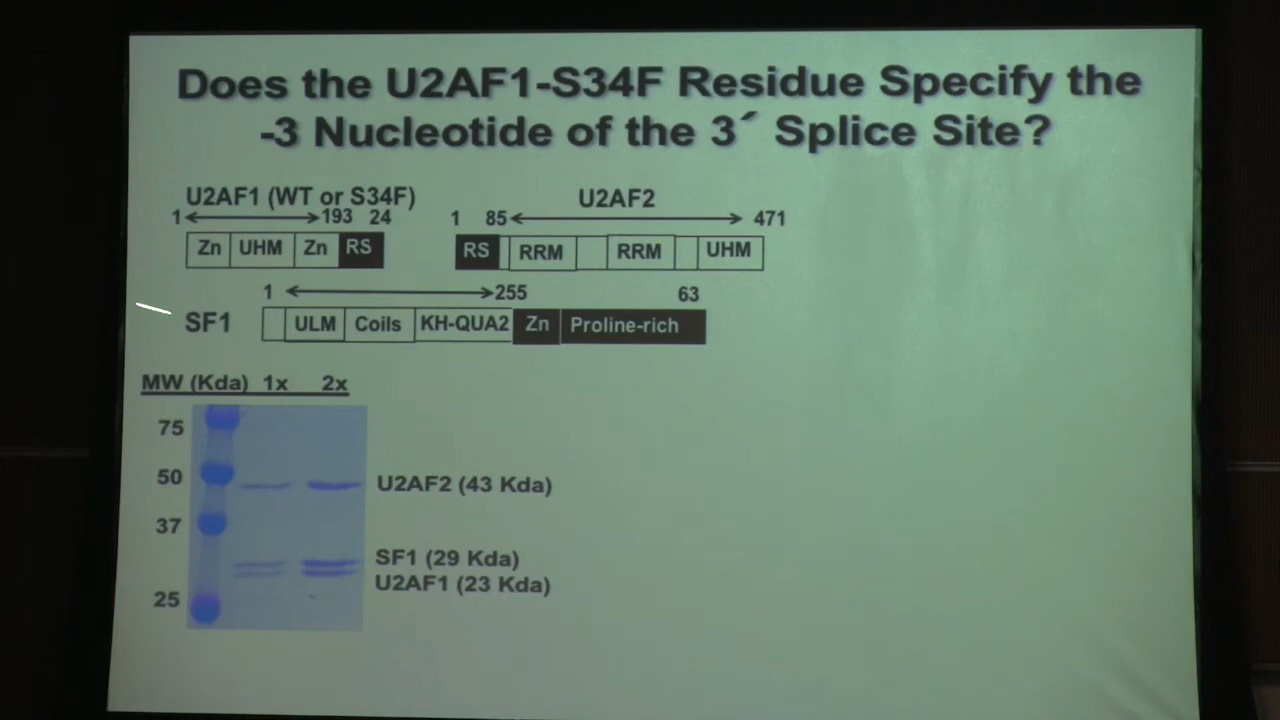 Does the U2AF1-S34F Residue Specify the
-3 Nucleotide of the 3´ Splice Site?
U2AF1 (WT or S34F)
U2AF2
1 193 24
1 85 471
Zn UHM Zn RS
RS RRM RRM UHM
1 255 63
SF1 ULM Coils KH-QUA2 Zn Proline-rich
MW (Kda) 1x 2x
75
50
U2AF2 (43 Kda)
37
SF1 (29 Kda)
U2AF1 (23 Kda)
25